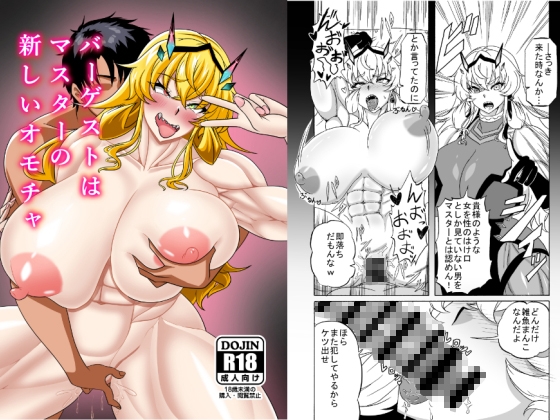 バーゲストは
マスターの
新しいオモチャ
DOJIN
R18
成人向け
18歳未満の
購入・閲覧禁止
さっき
来た時なんか…
貴様のような
女を性のはけ口
としか見ていない男を
マスターとは認めん!
とか言ってたのに
即落ち
だもんなw
どんだけ
雑魚まんこ
なんだよ
ほら
また犯してやるから
ケツ出せ